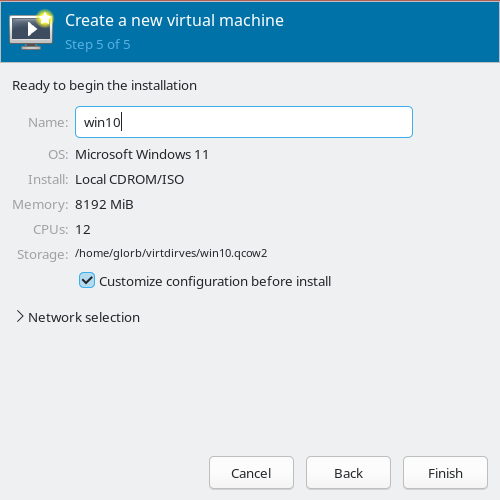 Create a new virtual machine
Step 5 of 5
Ready to begin the installation
Name: win10
OS: Microsoft Windows 11
Install: Local CDROM/ISO
Memory: 8192 MiB
CPUs: 12
Storage: /home/glorb/virtdirves/win10.qcow2
Customize configuration before install
Network selection
Cancel Back Finish